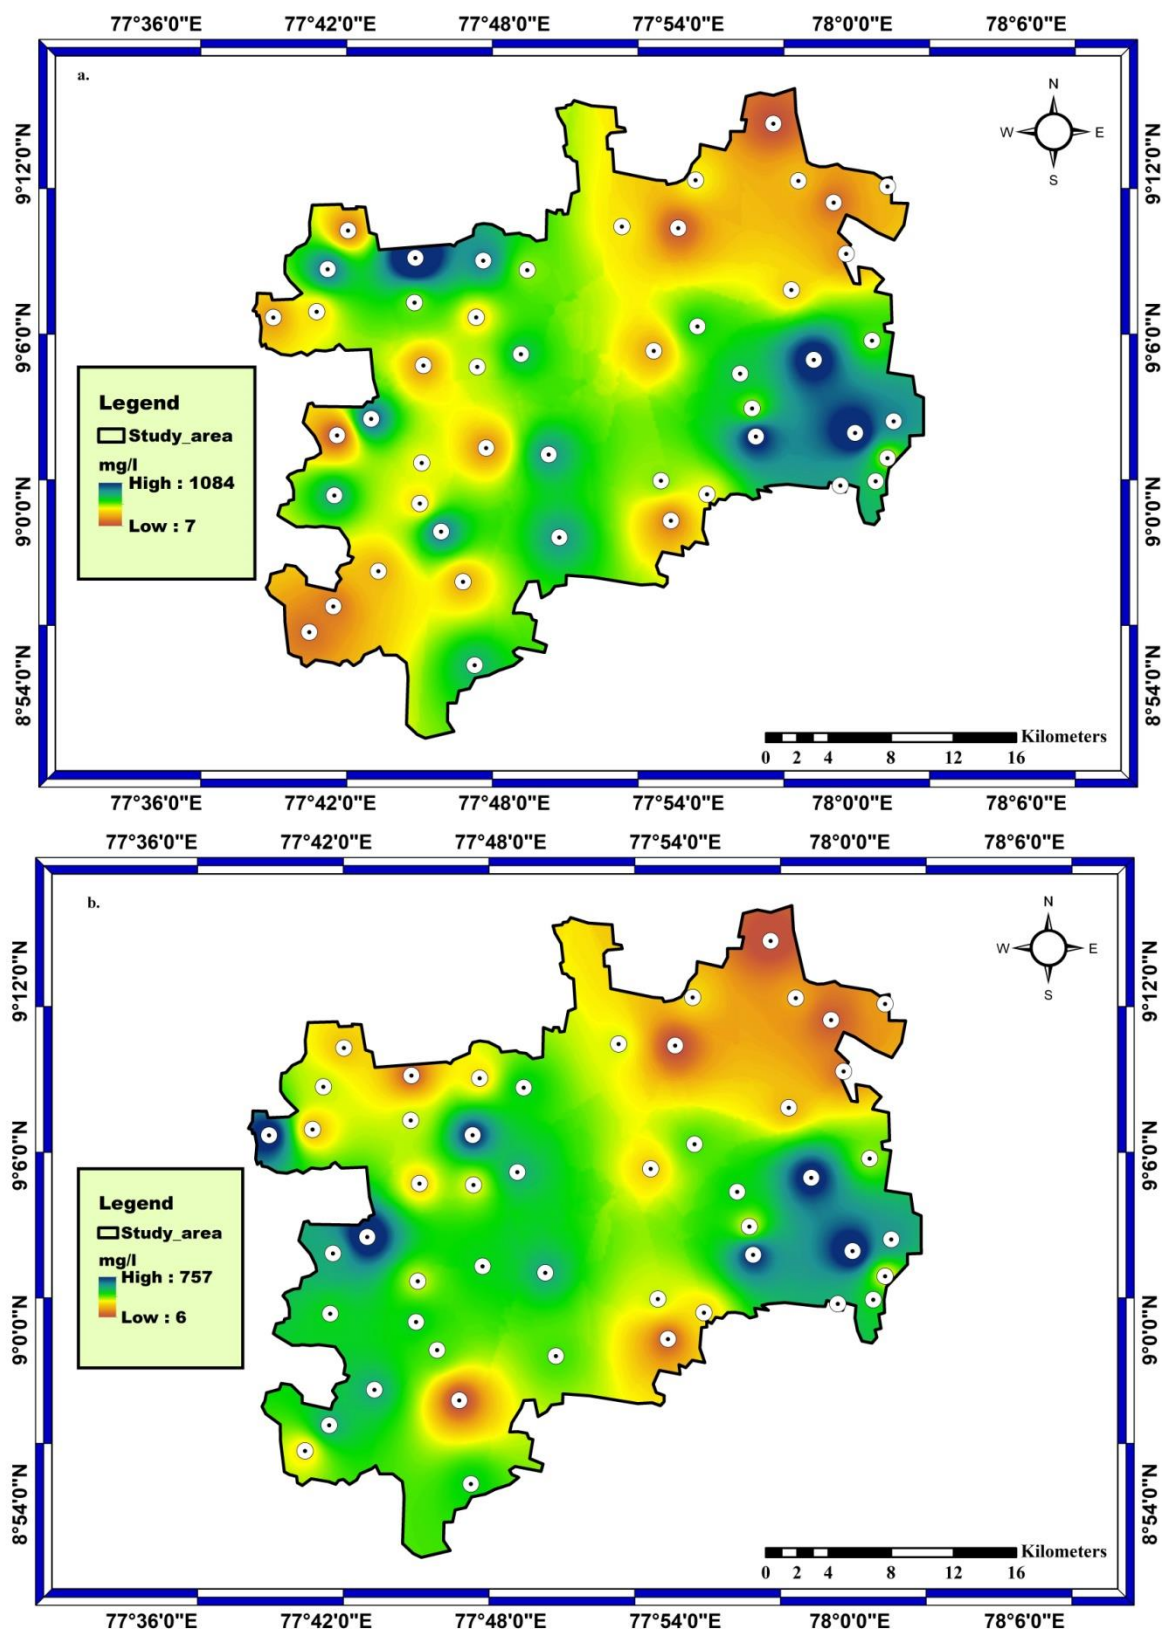 77°36'0"E 77°42'0"E 77°48'0"E 77°54'0"E 78°0'0"E 78°6'0"E
a.
N
W E
S
9°12'0"N 9°12'0"N
9°6'0"N 9°6'0"N
Legend
Study_area
mg/l
High : 1084
Low : 7
9°0'0"N 9°0'0"N
8°54'0"N 8°54'0"N
Kilometers
0 2 4 8 12 16
77°36'0"E 77°42'0"E 77°48'0"E 77°54'0"E 78°0'0"E 78°6'0"E
77°36'0"E 77°42'0"E 77°48'0"E 77°54'0"E 78°0'0"E 78°6'0"E
b.
N
W E
S
9°12'0"N 9°12'0"N
9°6'0"N 9°6'0"N
Legend
Study_area
mg/l
High : 757
Low : 6
9°0'0"N 9°0'0"N
8°54'0"N 8°54'0"N
Kilometers
0 2 4 8 12 16
77°36'0"E 77°42'0"E 77°48'0"E 77°54'0"E 78°0'0"E 78°6'0"E